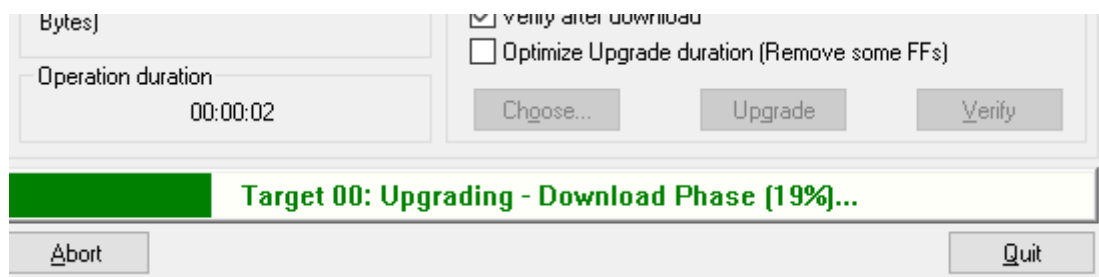 Bytes)
Verify after download
Optimize Upgrade duration (Remove some FFs)
Operation duration
00:00:02
Choose...
Upgrade
Verify
Target 00: Upgrading - Download Phase (19%)...
Abort
Quit